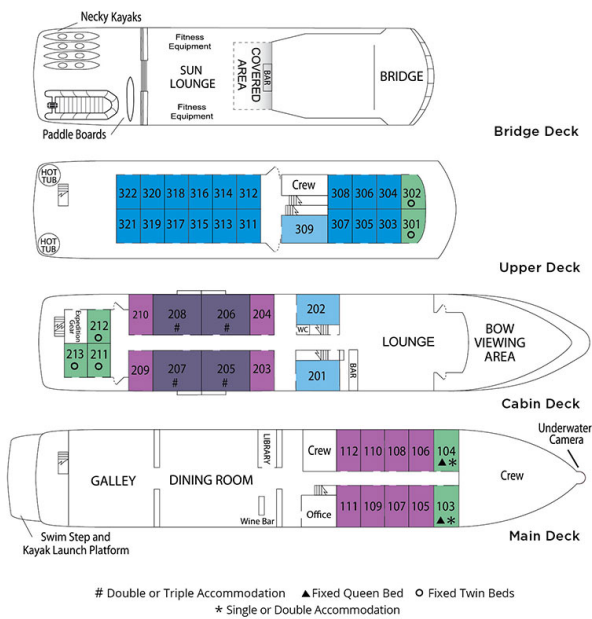 Necky Kayaks
Fitness
Equipment
SUN
LOUNGE
COVERED
AREA
BAR
BRIDGE
Fitness
Equipment
Paddle Boards
Bridge Deck
HOT
TUB
322 320 318 316 314 312
Crew
308 306 304 302
321 319 317 315 313 311
309
307 305 303 301
HOT
TUB
Upper Deck
Expedition
Gear
212
213 211
210 208 206 204
# #
202
WC
LOUNGE
BOW
VIEWING
AREA
209 207 205 203
# #
201
BAR
Cabin Deck
Underwater
Camera
GALLEY
DINING ROOM
LIBRARY
Crew
112 110 108 106 104
▲*
Crew
Wine Bar
Office
111 109 107 105 103
▲*
Swim Step and
Kayak Launch Platform
Main Deck
# Double or Triple Accommodation ▲Fixed Queen Bed O Fixed Twin Beds
* Single or Double Accommodation